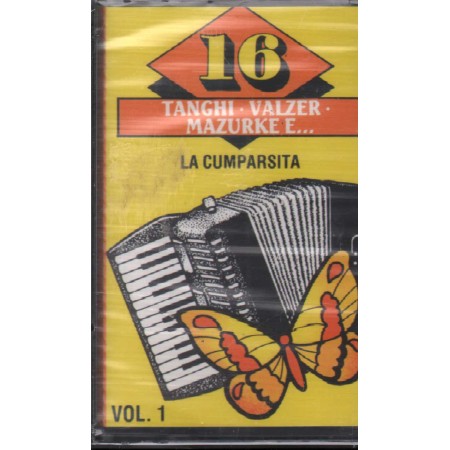 16
TANGHI · VALZER ·
MAZURKE E...
LA CUMPARSITA
VOL. 1